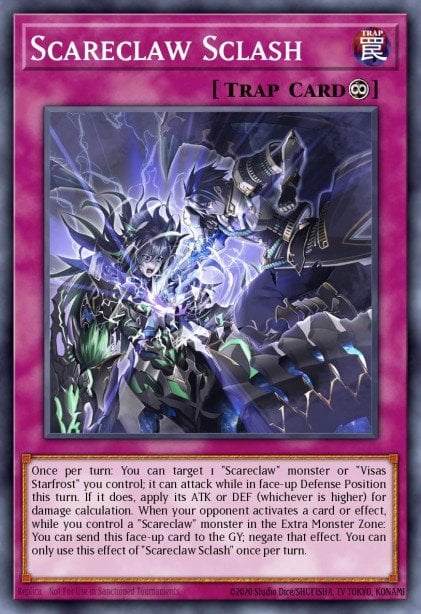 Scareclaw Sclash
TRAP
罠
[Trap Card ]
Once per turn: You can target 1 "Scareclaw" monster or "Visas
Starfrost" you control; it can attack while in face-up Defense Position
this turn. If it does, apply its ATK or DEF (whichever is higher) for
damage calculation. When your opponent activates a card or effect,
while you control a "Scareclaw" monster in the Extra Monster Zone:
You can send this face-up card to the GY; negate that effect. You can
only use this effect of "Scareclaw Sclash" once per turn.
Replica - Not For Use in Sanctioned Tournaments ©2020 Studio Dice/SHUEISHA, TV TOKYO, KONAMI